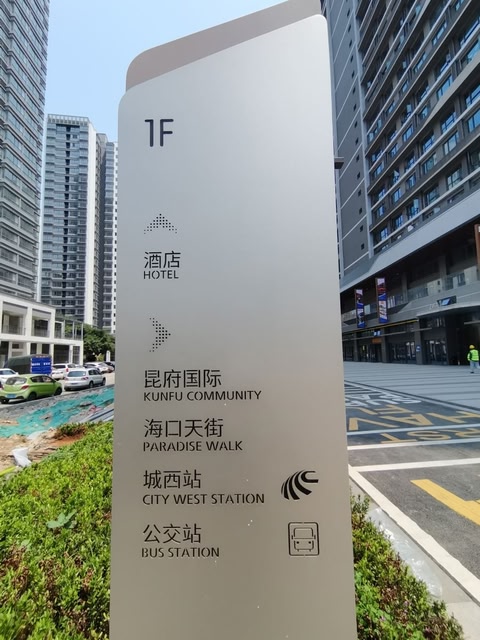 1F
酒店
HOTEL
昆府国际
KUNFU COMMUNITY
海口天街
PARADISE WALK
城西站
CITY WEST STATION
公交站
BUS STATION